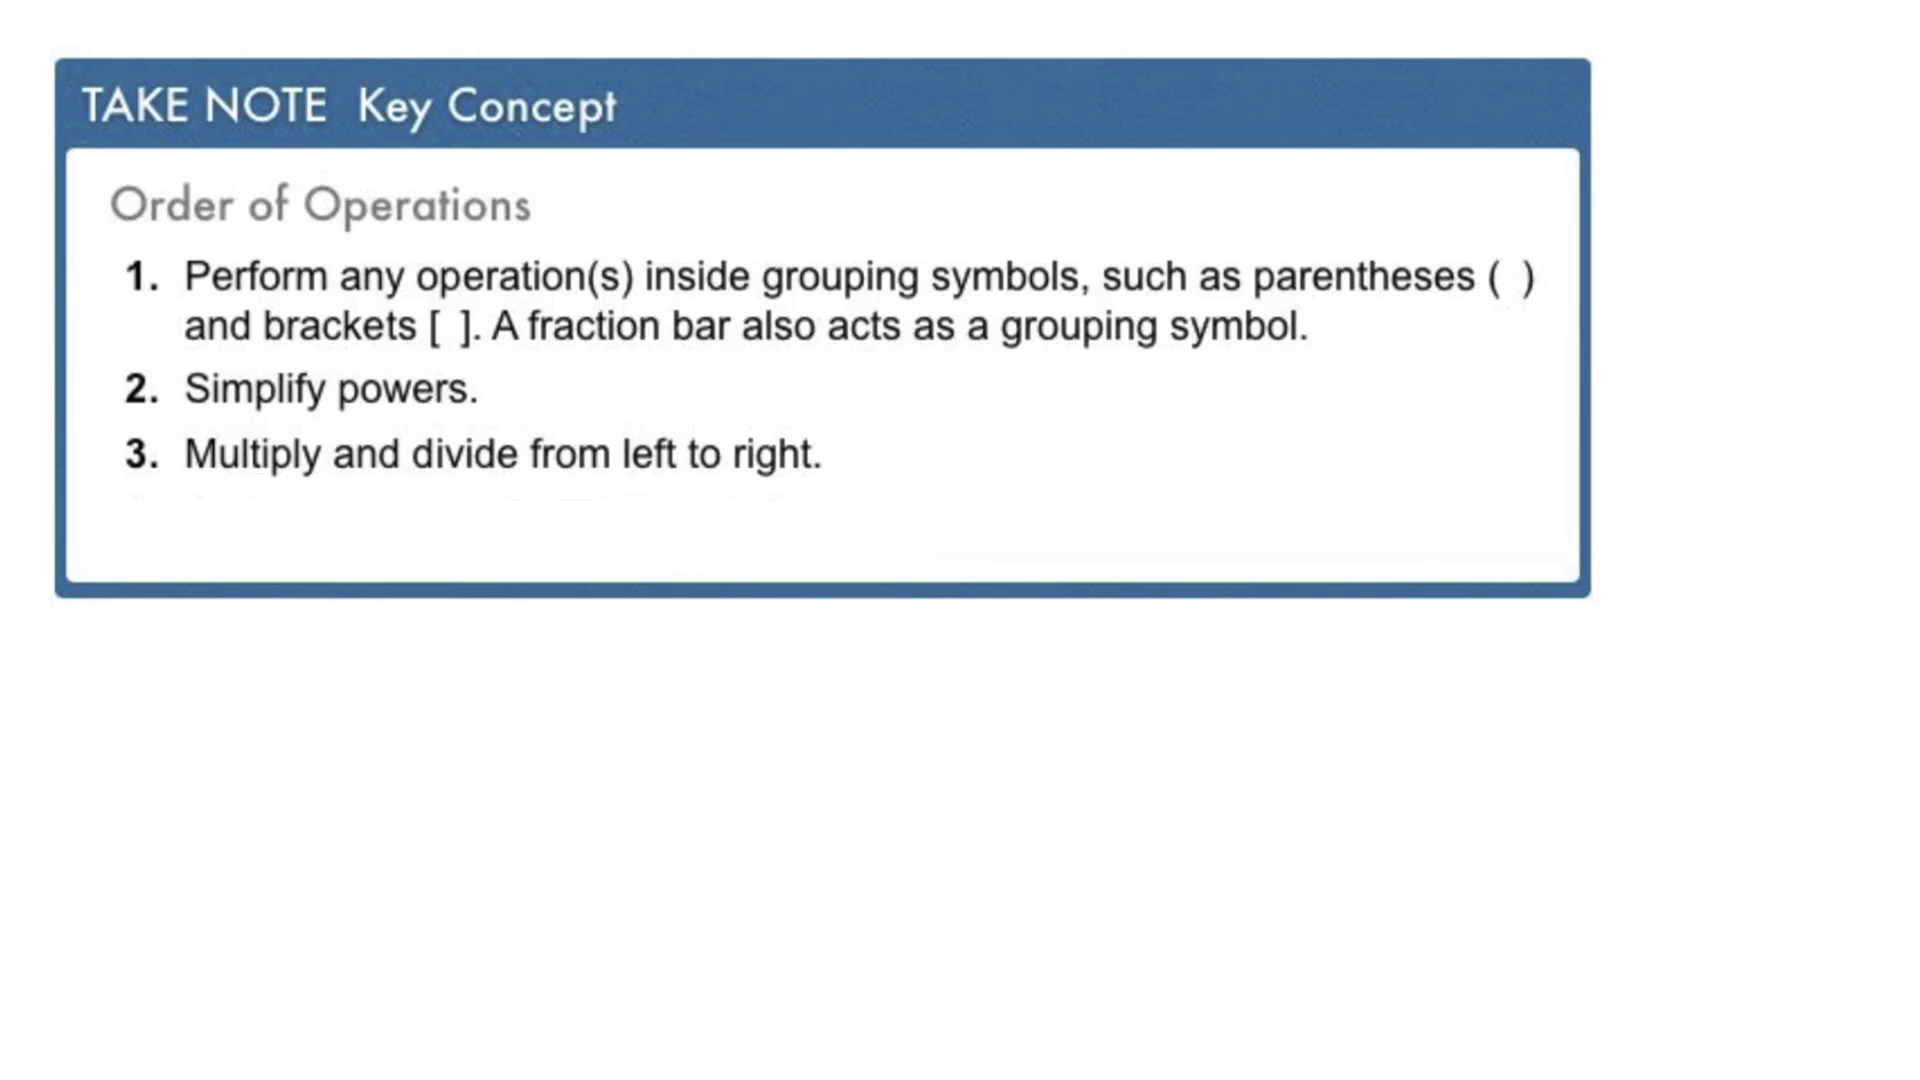 TAKE NOTE Key Concept
Order of Operations
1. Perform any operation(s) inside grouping symbols, such as parentheses ( )
and brackets [ ]. A fraction bar also acts as a grouping symbol.
2. Simplify powers.
3. Multiply and divide from left to right.